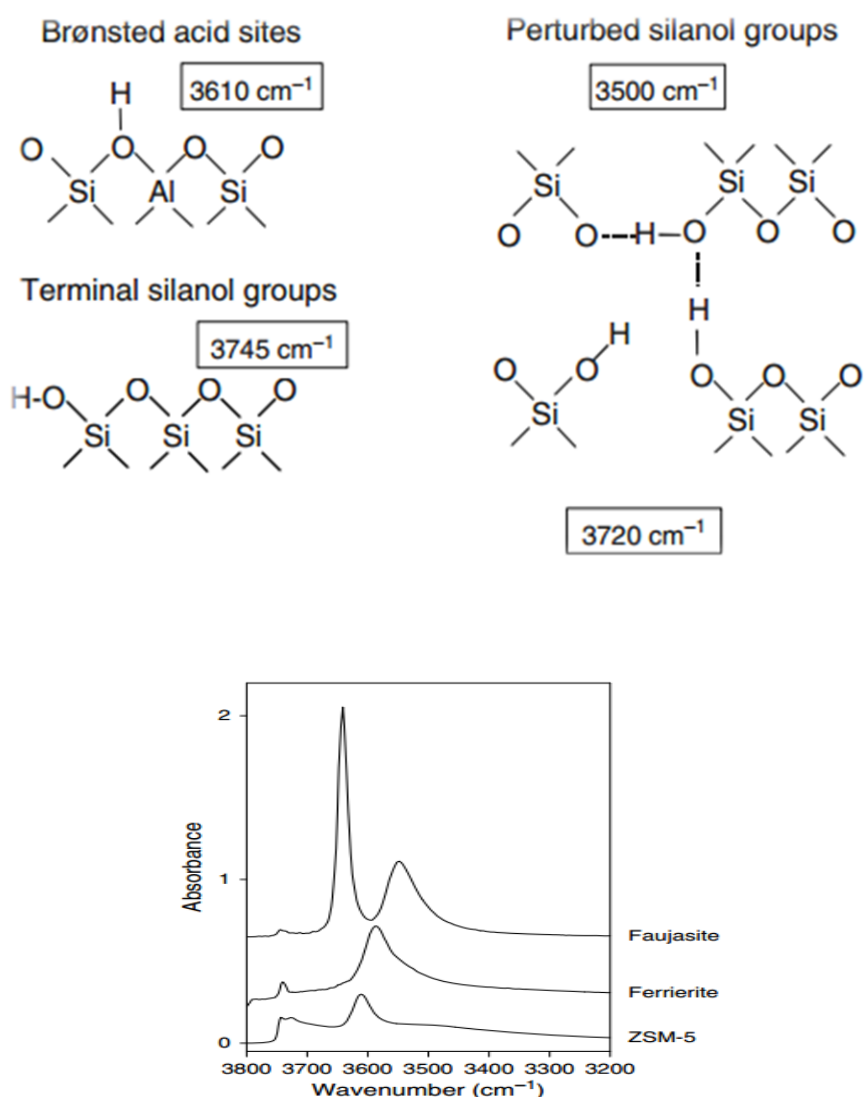 Brønsted acid sites
3610 cm⁻¹
H
O O O O
Si Al Si
Terminal silanol groups
3745 cm⁻¹
H-O O O O
Si Si Si
Perturbed silanol groups
3500 cm⁻¹
Si Si Si
O O H O O O
H
H
O O O O O
Si Si Si
3720 cm⁻¹
2
1
0
Absorbance
Faujasite
Ferrierite
ZSM-5
3800 3700 3600 3500 3400 3300 3200
Wavenumber (cm⁻¹)